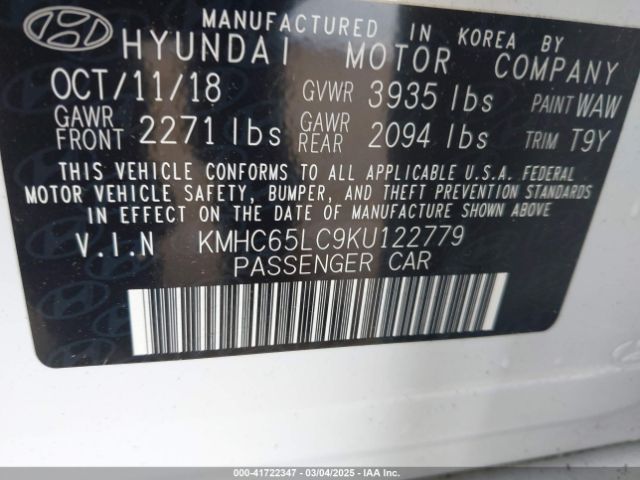 MANUFACTURED IN KOREA BY
HYUNDAI MOTOR COMPANY
OCT/11/18 GVWR 3935 lbs PAINT WAW
GAWR FRONT 2271 lbs GAWR REAR 2094 lbs TRIM T9Y
THIS VEHICLE CONFORMS TO ALL APPLICABLE U.S.A. FEDERAL
MOTOR VEHICLE SAFETY, BUMPER, AND THEFT PREVENTION STANDARDS
IN EFFECT ON THE DATE OF MANUFACTURE SHOWN ABOVE
V.I.N KMHC65LC9KU122779
PASSENGER CAR
000-41722347 — 03/04/2025 — IAA Inc.